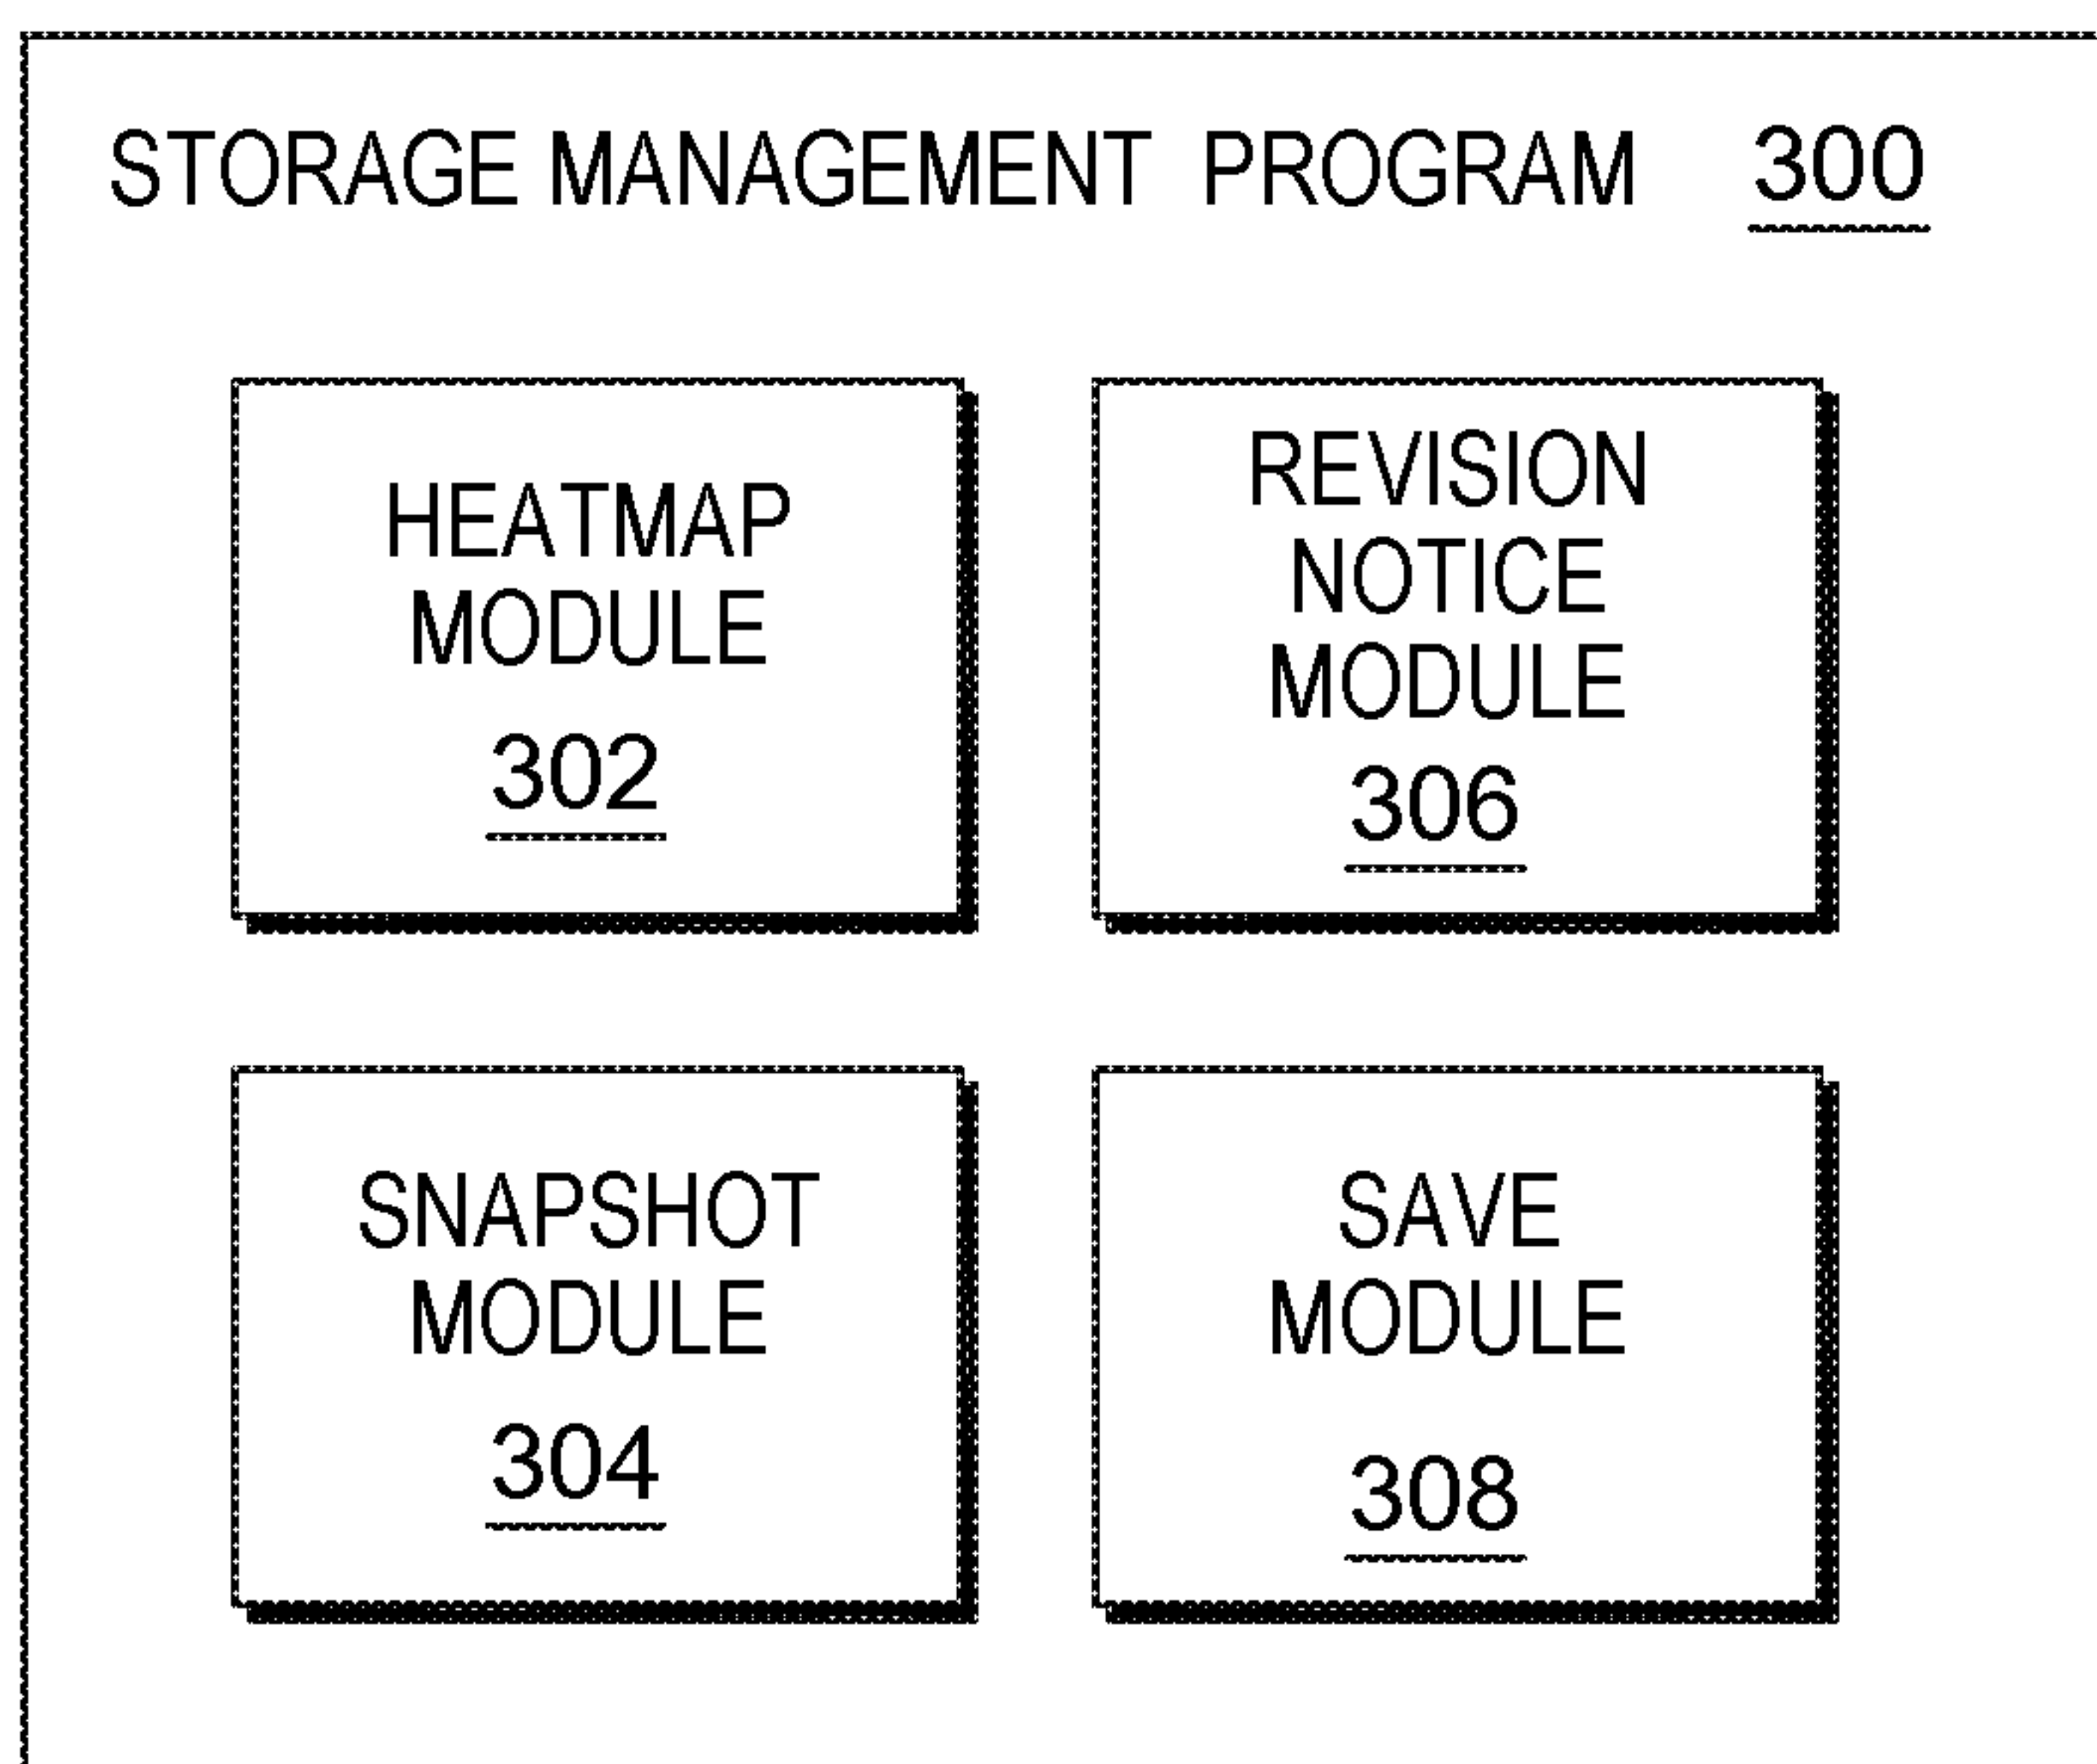 STORAGE MANAGEMENT PROGRAM 300
HEATMAP
MODULE
302
REVISION
NOTICE
MODULE
306
SNAPSHOT
MODULE
304
SAVE
MODULE
308